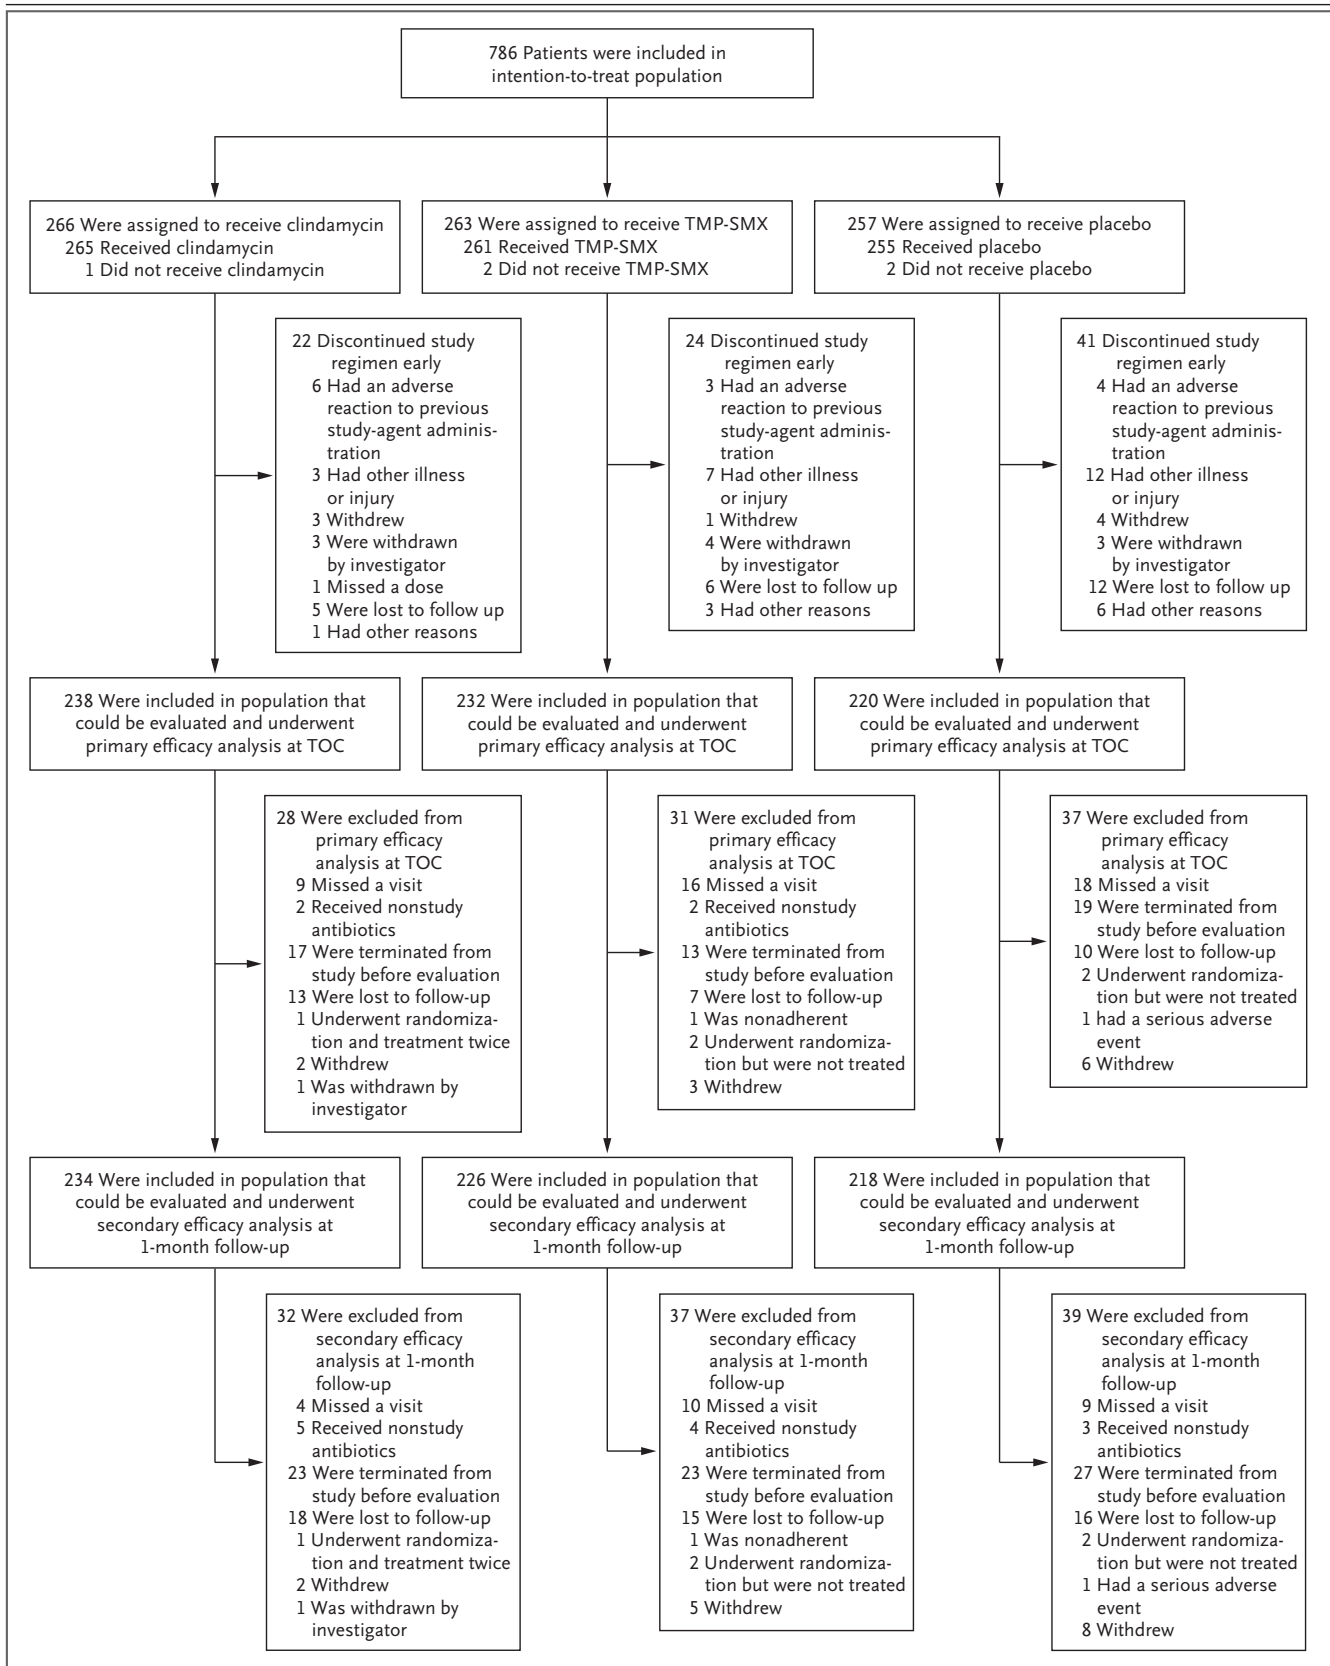 786 Patients were included in
intention-to-treat population
266 Were assigned to receive clindamycin
265 Received clindamycin
1 Did not receive clindamycin
263 Were assigned to receive TMP-SMX
261 Received TMP-SMX
2 Did not receive TMP-SMX
257 Were assigned to receive placebo
255 Received placebo
2 Did not receive placebo
22 Discontinued study
regimen early
6 Had an adverse
reaction to previous
study-agent adminis-
tration
3 Had other illness
or injury
3 Withdrew
3 Were withdrawn
by investigator
1 Missed a dose
5 Were lost to follow up
1 Had other reasons
24 Discontinued study
regimen early
3 Had an adverse
reaction to previous
study-agent adminis-
tration
7 Had other illness
or injury
1 Withdrew
4 Were withdrawn
by investigator
6 Were lost to follow up
3 Had other reasons
41 Discontinued study
regimen early
4 Had an adverse
reaction to previous
study-agent adminis-
tration
12 Had other illness
or injury
4 Withdrew
3 Were withdrawn
by investigator
12 Were lost to follow up
6 Had other reasons
238 Were included in population that
could be evaluated and underwent
primary efficacy analysis at TOC
232 Were included in population that
could be evaluated and underwent
primary efficacy analysis at TOC
220 Were included in population that
could be evaluated and underwent
primary efficacy analysis at TOC
28 Were excluded from
primary efficacy
analysis at TOC
9 Missed a visit
2 Received nonstudy
antibiotics
17 Were terminated from
study before evaluation
13 Were lost to follow-up
1 Underwent randomiza-
tion and treatment twice
2 Withdrew
1 Was withdrawn by
investigator
31 Were excluded from
primary efficacy
analysis at TOC
16 Missed a visit
2 Received nonstudy
antibiotics
13 Were terminated from
study before evaluation
7 Were lost to follow-up
1 Was nonadherent
2 Underwent randomiza-
tion but were not treated
3 Withdrew
37 Were excluded from
primary efficacy
analysis at TOC
18 Missed a visit
19 Were terminated from
study before evaluation
10 Were lost to follow-up
2 Underwent randomiza-
tion but were not treated
1 had a serious adverse
event
6 Withdrew
234 Were included in population that
could be evaluated and underwent
secondary efficacy analysis at
1-month follow-up
226 Were included in population that
could be evaluated and underwent
secondary efficacy analysis at
1-month follow-up
218 Were included in population that
could be evaluated and underwent
secondary efficacy analysis at
1-month follow-up
32 Were excluded from
secondary efficacy
analysis at 1-month
follow-up
4 Missed a visit
5 Received nonstudy
antibiotics
23 Were terminated from
study before evaluation
18 Were lost to follow-up
1 Underwent randomiza-
tion and treatment twice
2 Withdrew
1 Was withdrawn by
investigator
37 Were excluded from
secondary efficacy
analysis at 1-month
follow-up
10 Missed a visit
4 Received nonstudy
antibiotics
23 Were terminated from
study before evaluation
15 Were lost to follow-up
1 Was nonadherent
2 Underwent randomiza-
tion but were not treated
5 Withdrew
39 Were excluded from
secondary efficacy
analysis at 1-month
follow-up
9 Missed a visit
3 Received nonstudy
antibiotics
27 Were terminated from
study before evaluation
16 Were lost to follow-up
2 Underwent randomiza-
tion but were not treated
1 Had a serious adverse
event
8 Withdrew